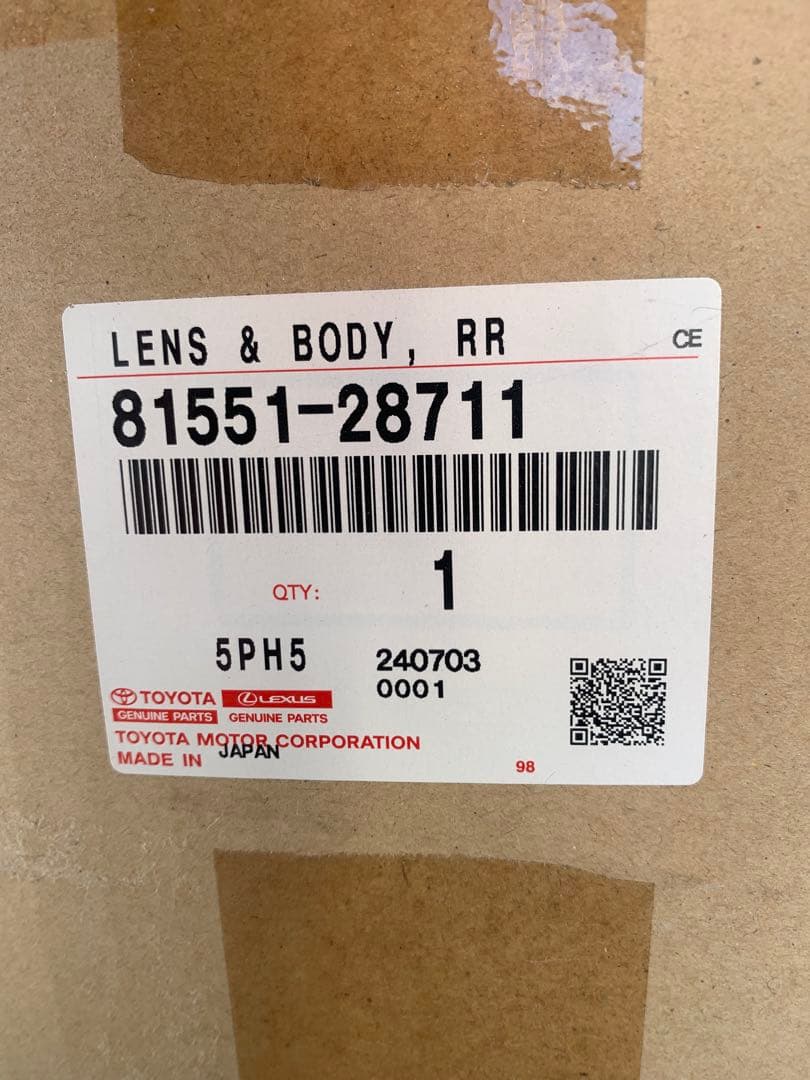 LENS & BODY, RR CE
81551-28711
QTY: 1
5PH5 240703
0001
TOYOTA LEXUS
GENUINE PARTS GENUINE PARTS
TOYOTA MOTOR CORPORATION
MADE IN JAPAN
98